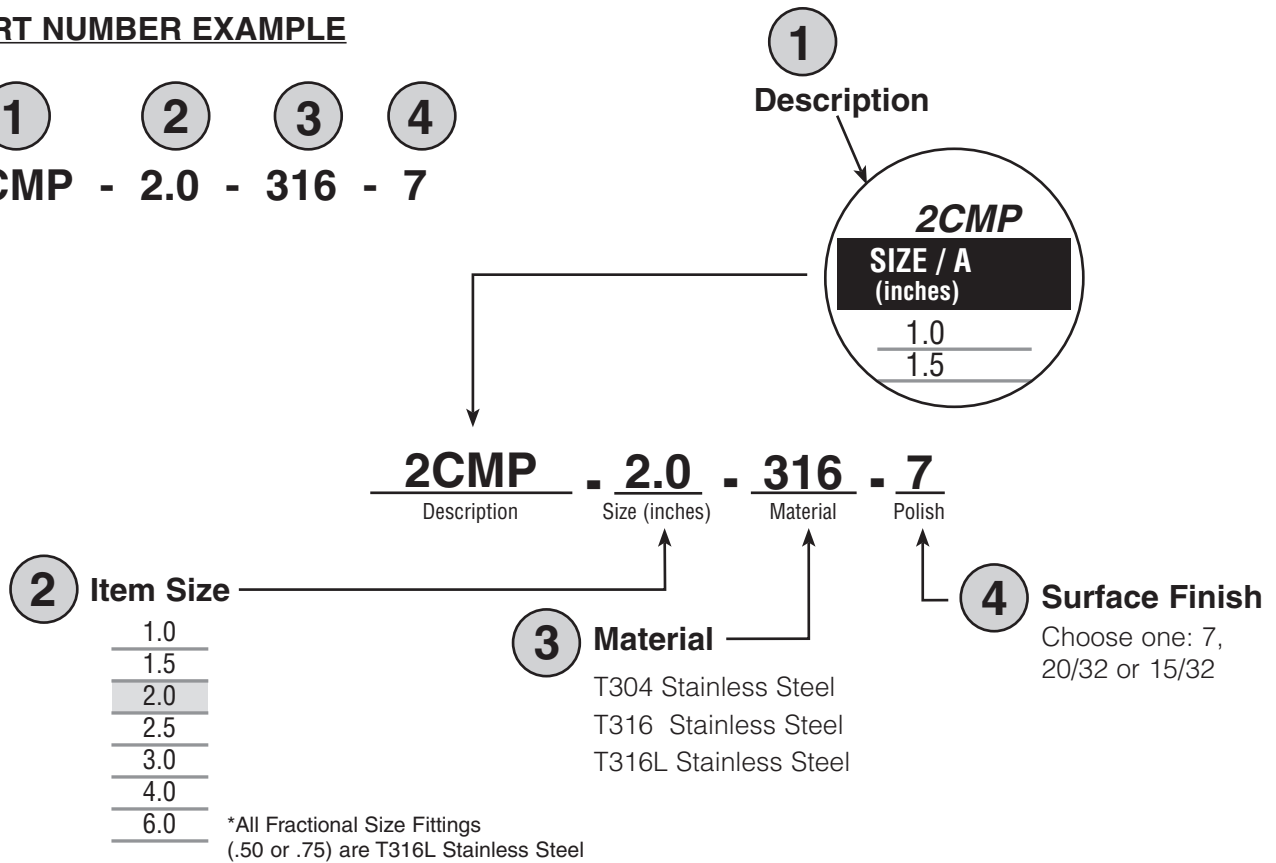 RT NUMBER EXAMPLE
1 2 3 4
CMP - 2.0 - 316 - 7
1
Description
2CMP
SIZE / A
(inches)
1.0
1.5
2CMP - 2.0 - 316 - 7
Description Size (inches) Material Polish
2 Item Size
1.0
1.5
2.0
2.5
3.0
4.0
6.0
*All Fractional Size Fittings
(.50 or .75) are T316L Stainless Steel
3 Material
T304 Stainless Steel
T316 Stainless Steel
T316L Stainless Steel
4 Surface Finish
Choose one: 7,
20/32 or 15/32